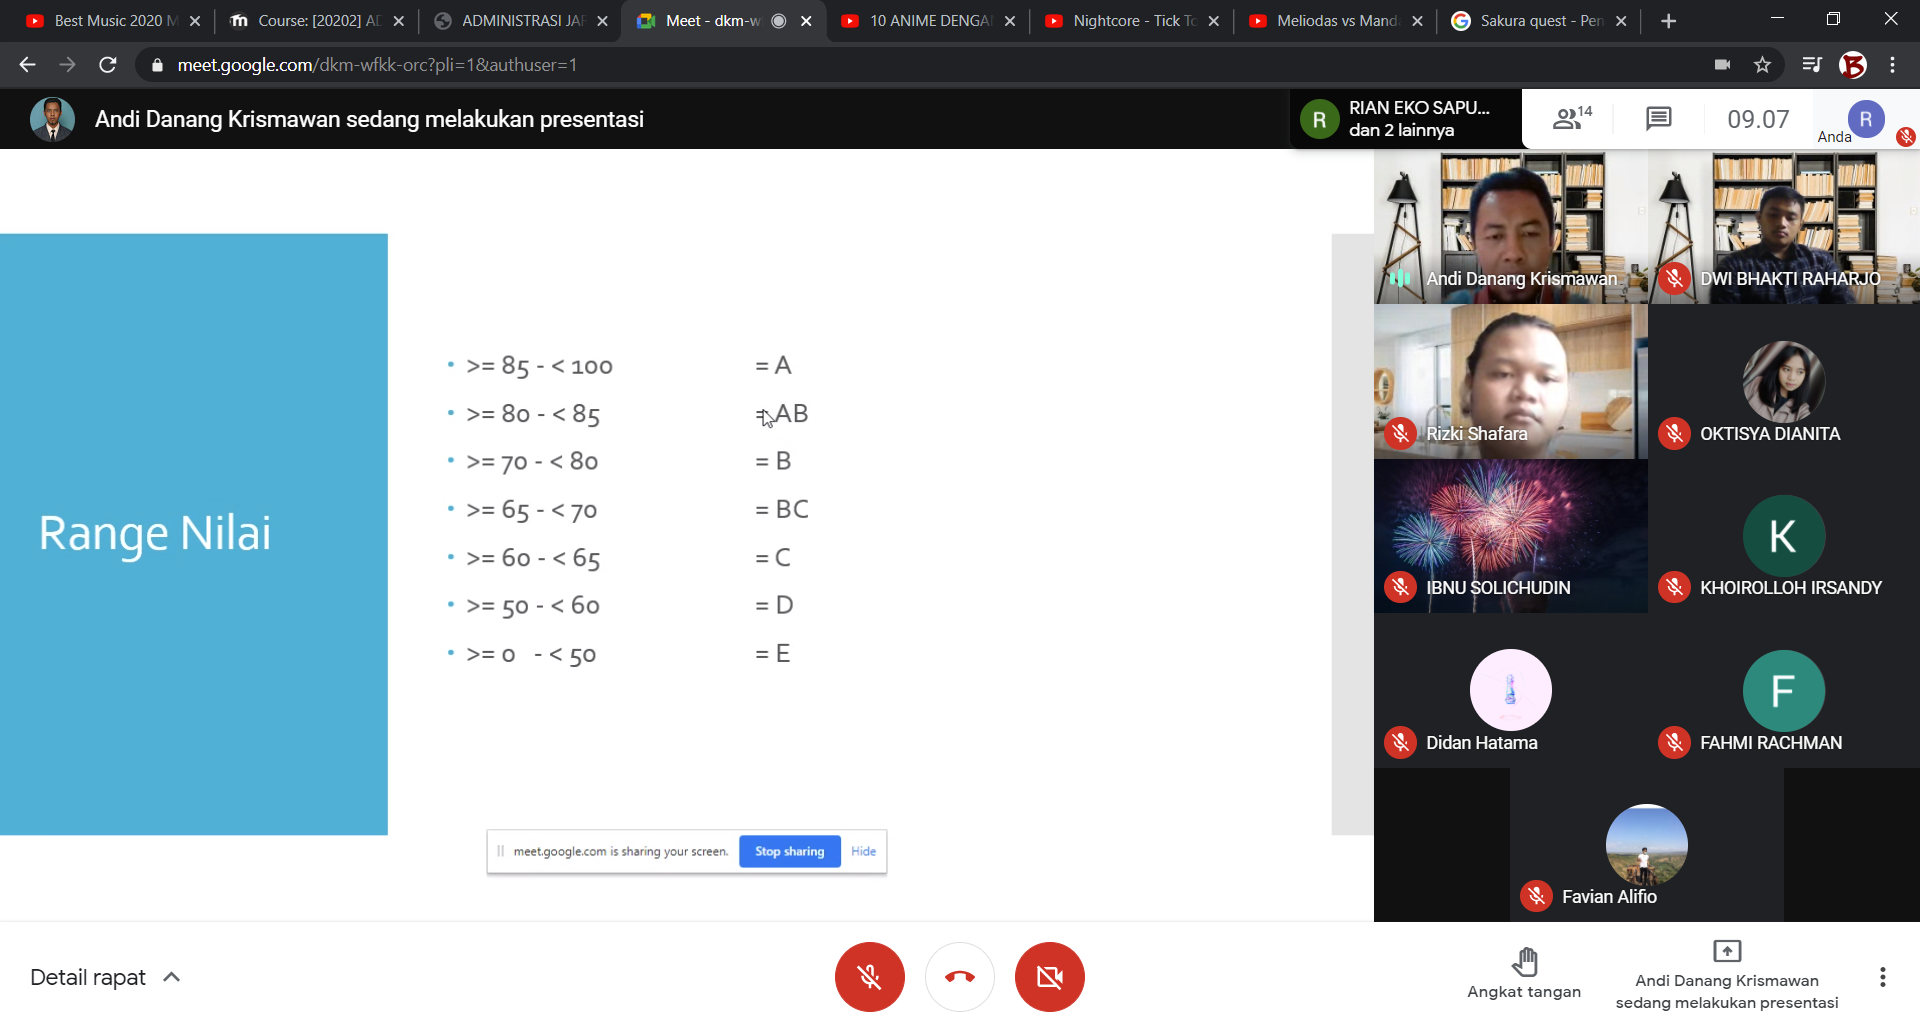 Best Music 2020 M
Course: [20202] AD
ADMINISTRASI JAR
Meet - dkm-w
10 ANIME DENGA
Nightcore - Tick To
Meliodas vs Mand
Sakura quest - Pen
meet.google.com/dkm-wfkk-orc?pli=1&authuser=1
Andi Danang Krismawan sedang melakukan presentasi
R
RIAN EKO SAPU...
dan 2 lainnya
14
09.07
Anda
R
Range Nilai
• >= 85 - < 100 = A
• >= 80 - < 85 = AB
• >= 70 - < 80 = B
• >= 65 - < 70 = BC
• >= 60 - < 65 = C
• >= 50 - < 60 = D
• >= 0 - < 50 = E
meet.google.com is sharing your screen.
Stop sharing
Hide
Andi Danang Krismawan
DWI BHAKTI RAHARJO
Rizki Shafara
OKTISYA DIANITA
IBNU SOLICHUDIN
K
KHOIROLLOH IRSANDY
Didan Hatama
F
FAHMI RACHMAN
Favian Alifio
Detail rapat
Angkat tangan
Andi Danang Krismawan
sedang melakukan presentasi